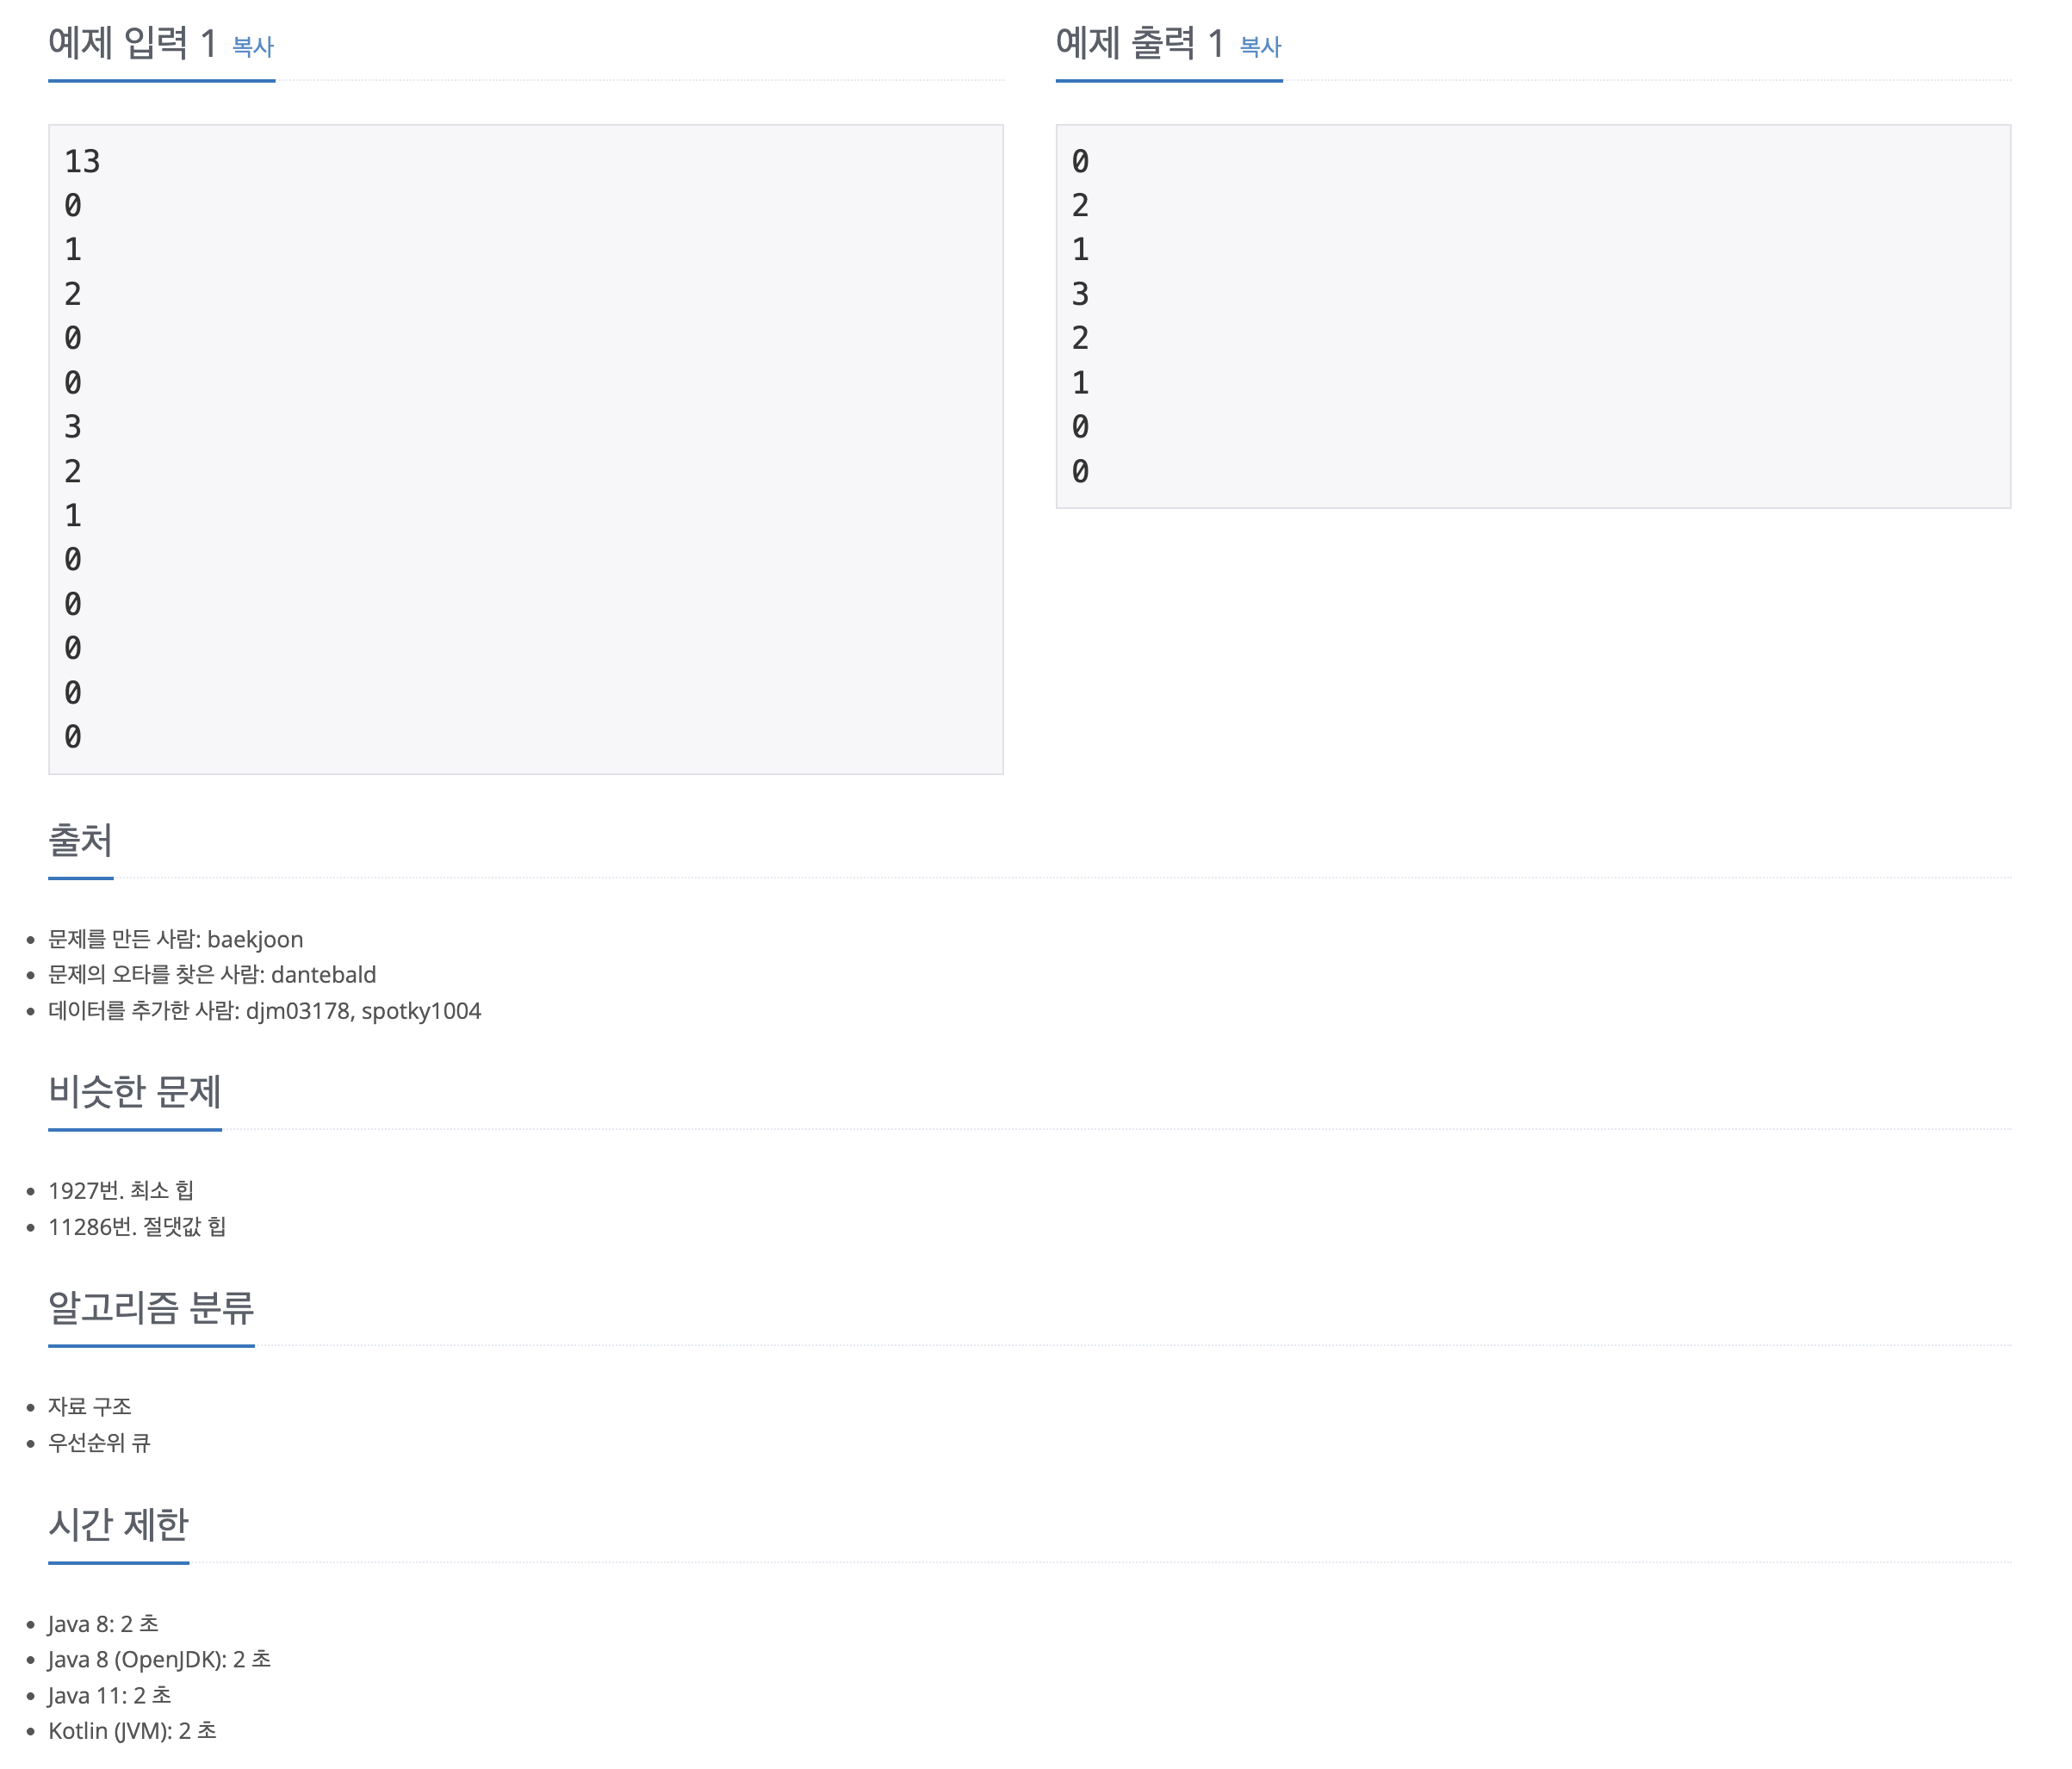 예제 입력 1 복사
13
0
1
2
0
0
3
2
1
0
0
0
0
0
예제 출력 1 복사
0
2
1
3
2
1
0
0
출처
문제를 만든 사람: baekjoon
문제의 오타를 찾은 사람: dantebald
데이터를 추가한 사람: djm03178, spotky1004
비슷한 문제
1927번. 최소 힙
11286번. 절댓값 힙
알고리즘 분류
자료 구조
우선순위 큐
시간 제한
Java 8: 2 초
Java 8 (OpenJDK): 2 초
Java 11: 2 초
Kotlin (JVM): 2 초